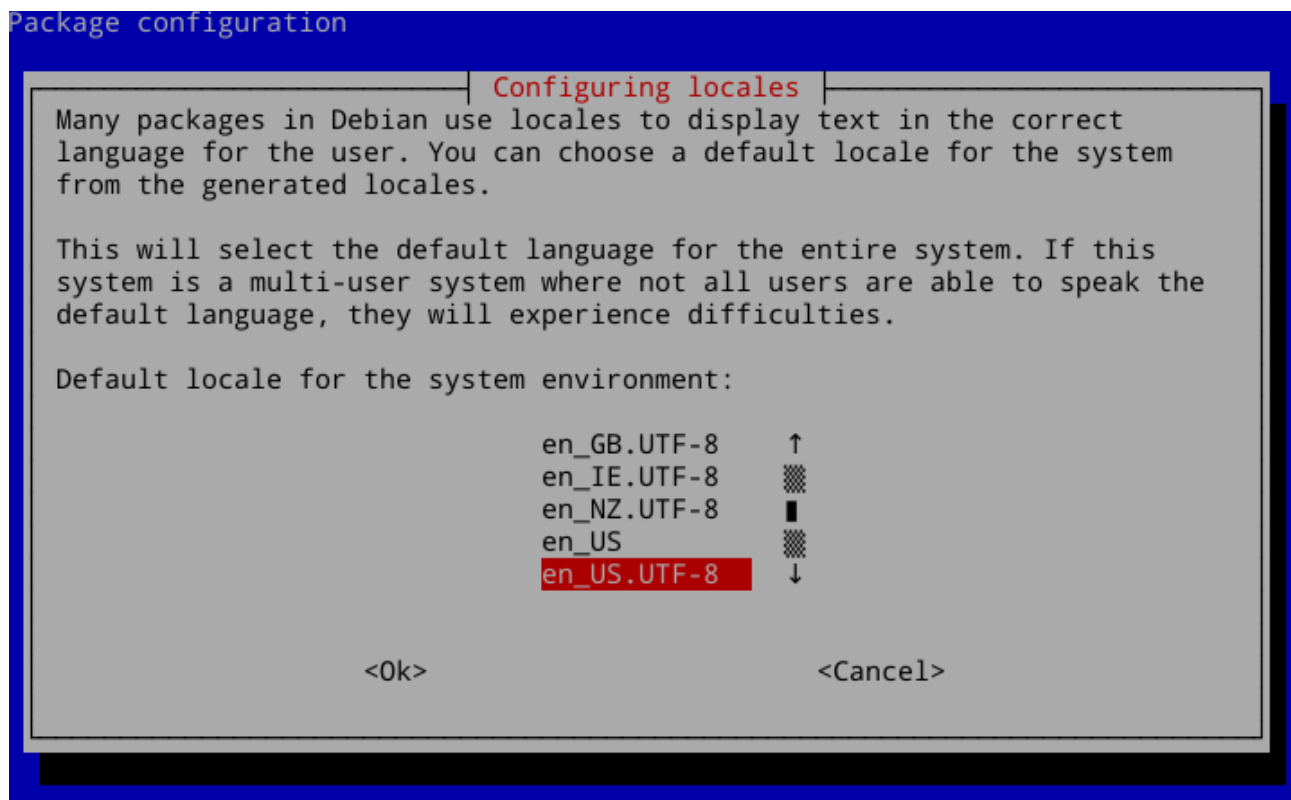 Package configuration
Configuring locales
Many packages in Debian use locales to display text in the correct
language for the user. You can choose a default locale for the system
from the generated locales.
This will select the default language for the entire system. If this
system is a multi-user system where not all users are able to speak the
default language, they will experience difficulties.
Default locale for the system environment:
en_GB.UTF-8
en_IE.UTF-8
en_NZ.UTF-8
en_US
en_US.UTF-8
<Ok> <Cancel>